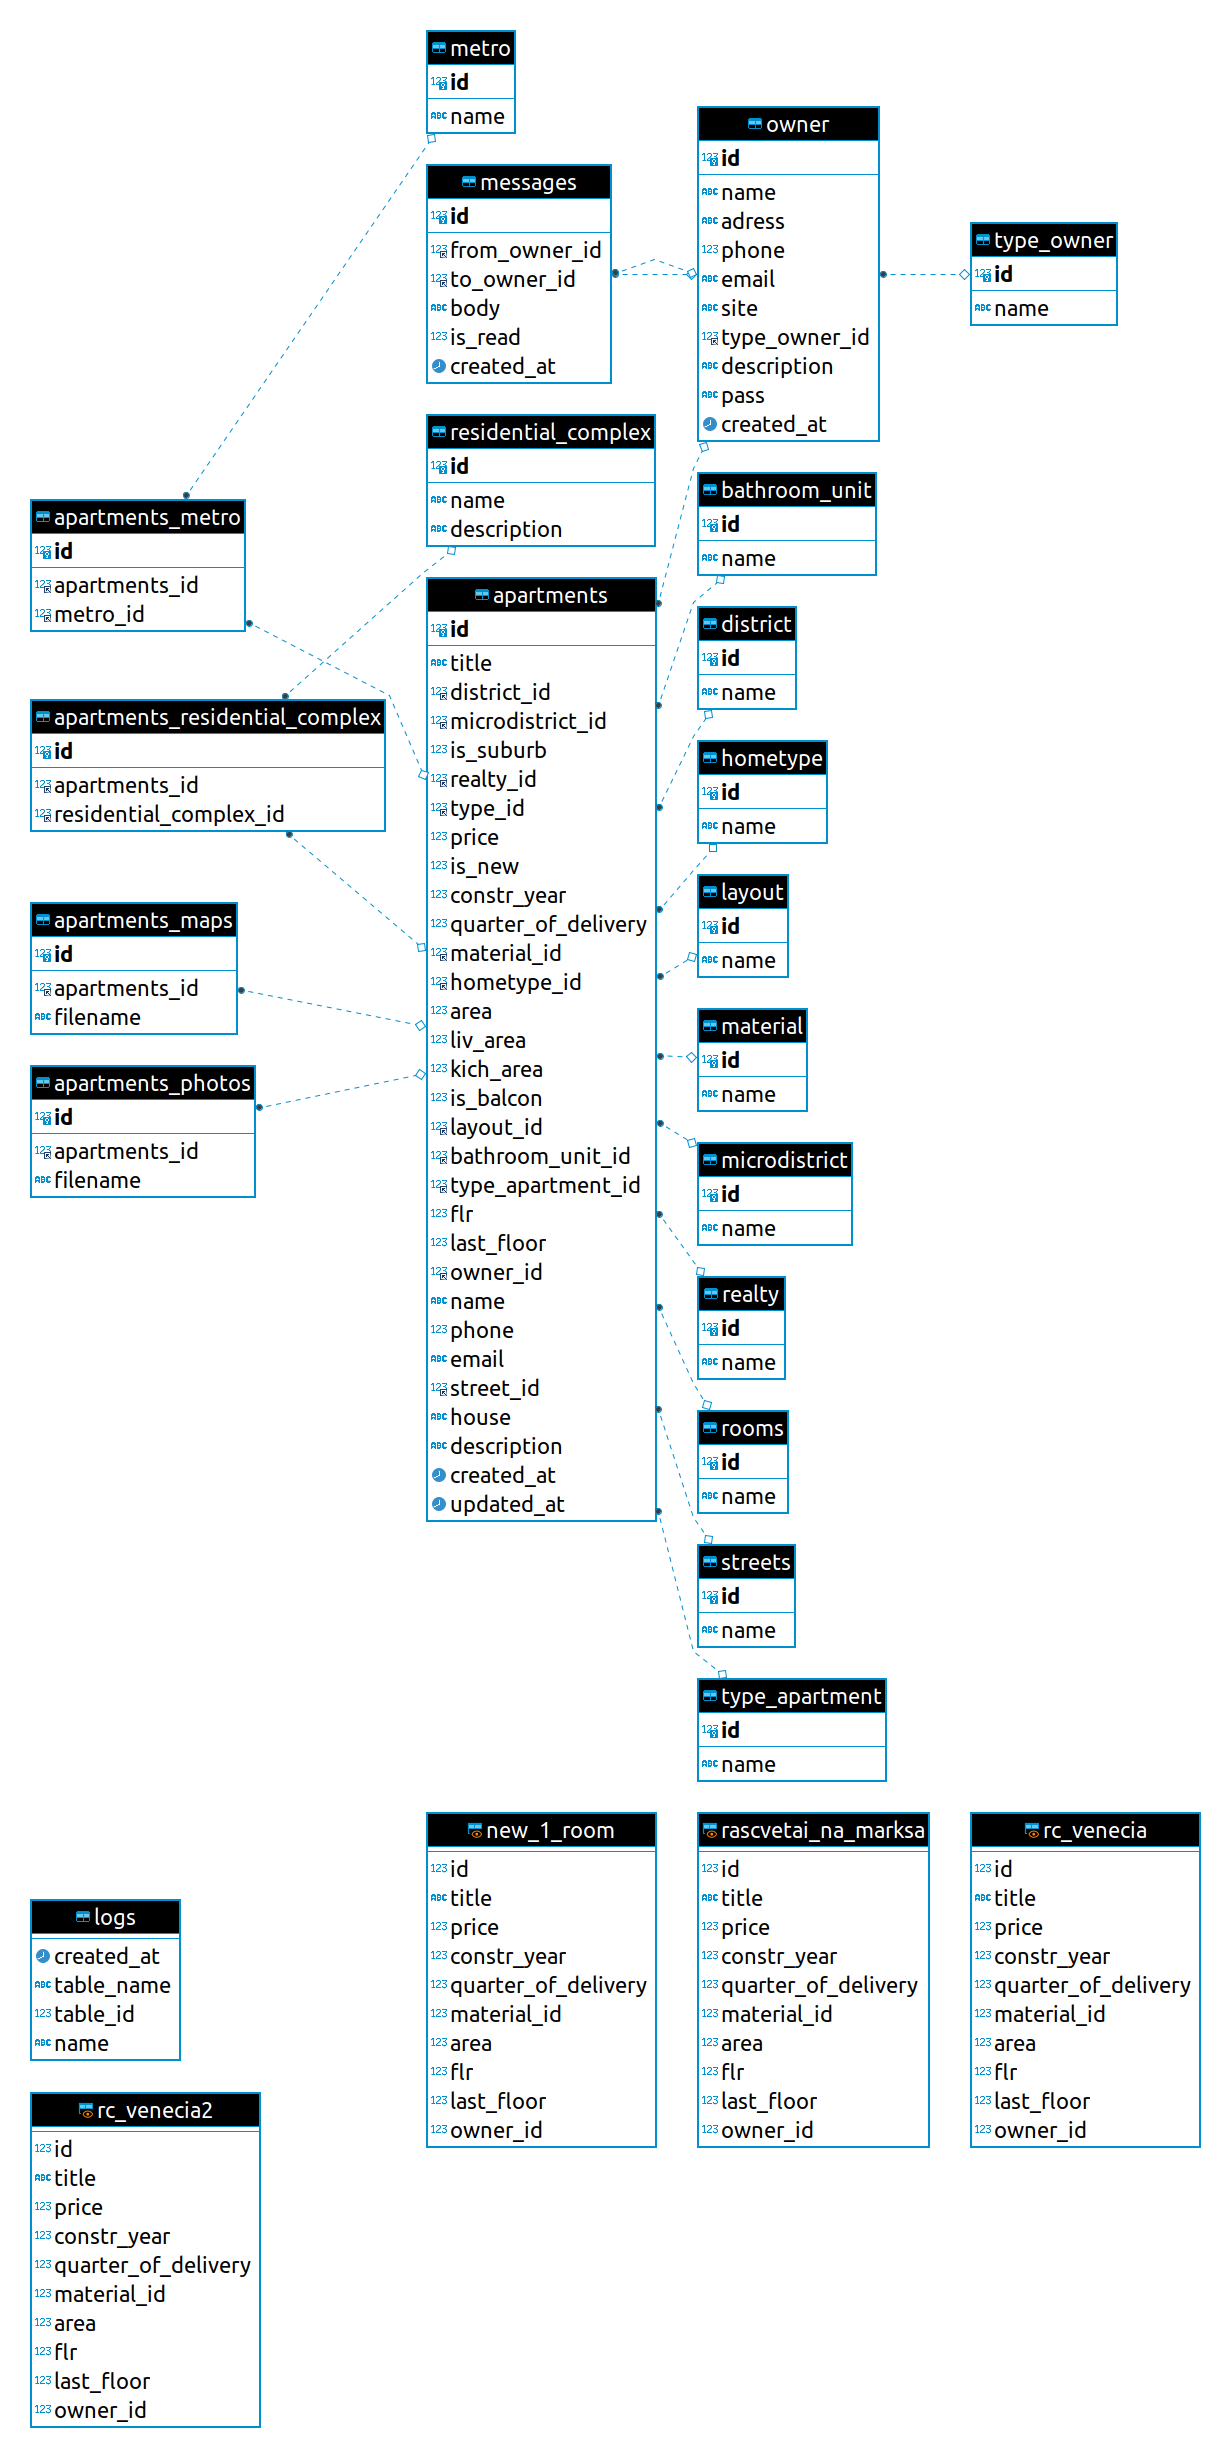 metro
id
name
messages
id
from_owner_id
to_owner_id
body
is_read
created_at
owner
id
name
adress
phone
email
site
type_owner_id
description
pass
created_at
type_owner
id
name
residential_complex
id
name
description
apartments_metro
id
apartments_id
metro_id
apartments_residential_complex
id
apartments_id
residential_complex_id
apartments_maps
id
apartments_id
filename
apartments_photos
id
apartments_id
filename
apartments
id
title
district_id
microdistrict_id
is_suburb
realty_id
type_id
price
is_new
constr_year
quarter_of_delivery
material_id
hometype_id
area
liv_area
kich_area
is_balcon
layout_id
bathroom_unit_id
type_apartment_id
flr
last_floor
owner_id
name
phone
email
street_id
house
description
created_at
updated_at
bathroom_unit
id
name
district
id
name
hometype
id
name
layout
id
name
material
id
name
microdistrict
id
name
realty
id
name
rooms
id
name
streets
id
name
type_apartment
id
name
new_1_room
id
title
price
constr_year
quarter_of_delivery
material_id
area
flr
last_floor
owner_id
rascvetai_na_marksa
id
title
price
constr_year
quarter_of_delivery
material_id
area
flr
last_floor
owner_id
rc_venecia
id
title
price
constr_year
quarter_of_delivery
material_id
area
flr
last_floor
owner_id
logs
created_at
table_name
table_id
name
rc_venecia2
id
title
price
constr_year
quarter_of_delivery
material_id
area
flr
last_floor
owner_id